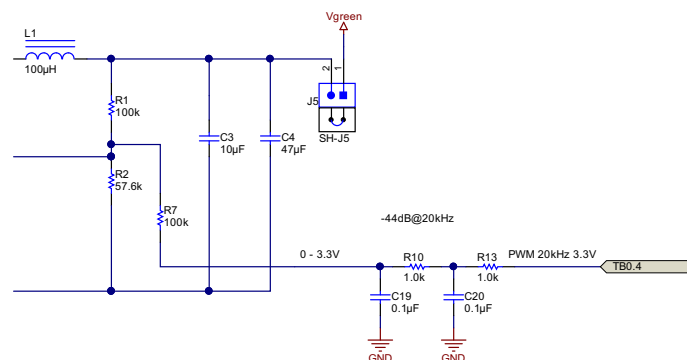 Vgreen
L1
100µH
2
1
R1
100k
J5
C3
10µF
C4
47µF
SH-J5
R2
57.6k
R7
100k
-44dB@20kHz
0 - 3.3V
R10
R13
PWM 20kHz 3.3V
TB0.4
1.0k
1.0k
C19
0.1µF
C20
0.1µF
GND
GND